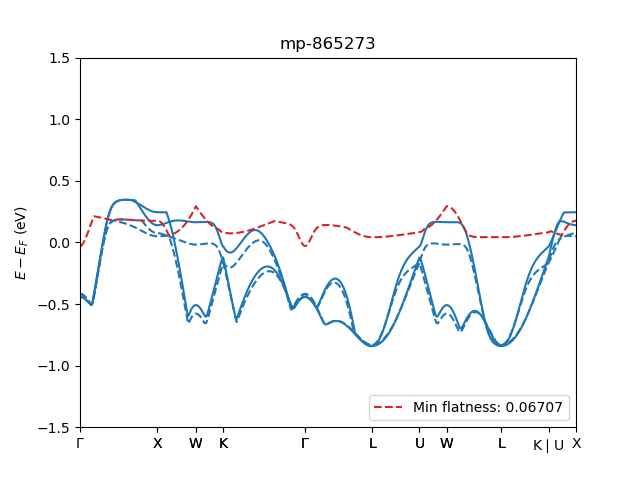 mp-865273
1.5
1.0
0.5
0.0
−0.5
−1.0
−1.5
E − E_F (eV)
Min flatness: 0.06707
Γ X W K Γ L U W L K | U X